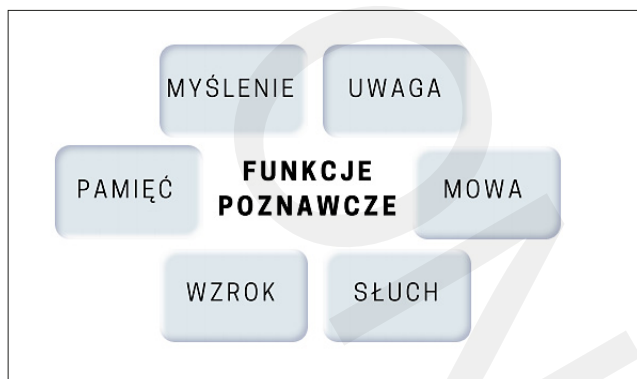 MYŚLENIE
UWAGA
PAMIĘĆ
FUNKCJE
POZNAWCZE
MOWA
WZROK
SŁUCH